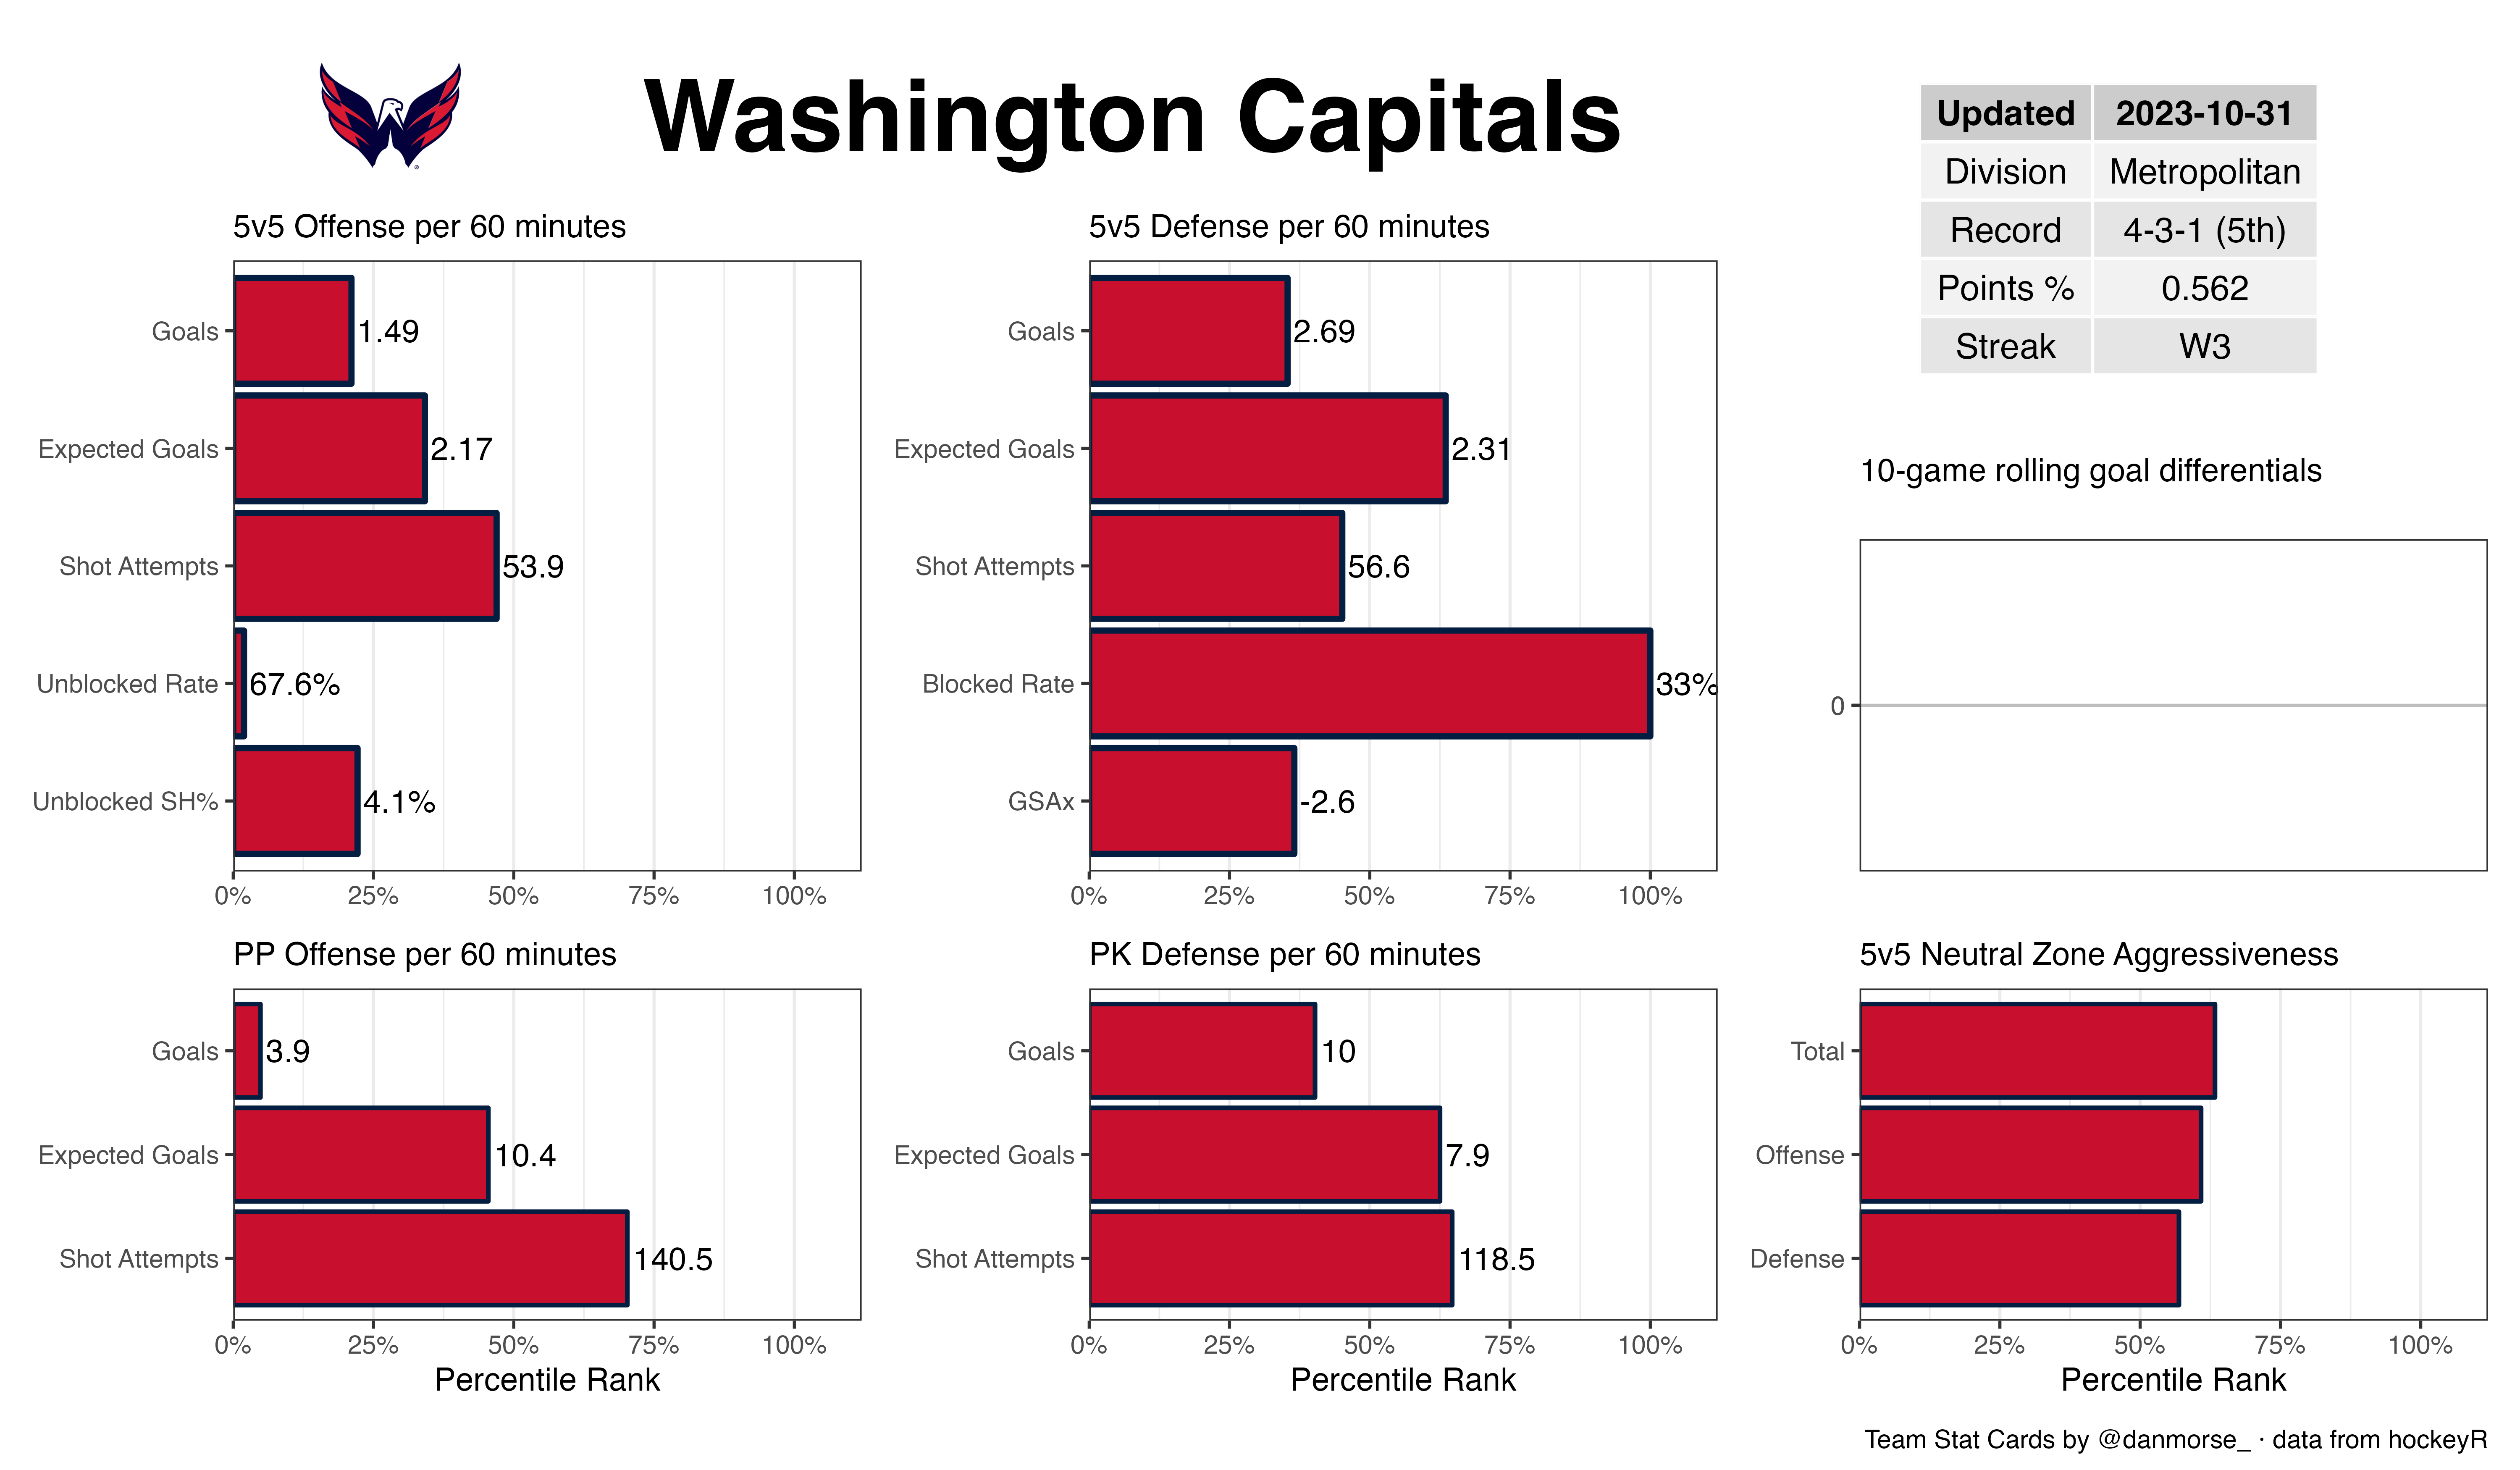 Washington Capitals
Updated 2023-10-31
Division Metropolitan
Record 4-3-1 (5th)
Points % 0.562
Streak W3
5v5 Offense per 60 minutes
Goals 1.49
Expected Goals 2.17
Shot Attempts 53.9
Unblocked Rate 67.6%
Unblocked SH% 4.1%
0% 25% 50% 75% 100%
5v5 Defense per 60 minutes
Goals 2.69
Expected Goals 2.31
Shot Attempts 56.6
Blocked Rate 33%
GSAx -2.6
0% 25% 50% 75% 100%
10-game rolling goal differentials
0
PP Offense per 60 minutes
Goals 3.9
Expected Goals 10.4
Shot Attempts 140.5
0% 25% 50% 75% 100%
Percentile Rank
PK Defense per 60 minutes
Goals 10
Expected Goals 7.9
Shot Attempts 118.5
0% 25% 50% 75% 100%
Percentile Rank
5v5 Neutral Zone Aggressiveness
Total
Offense
Defense
0% 25% 50% 75% 100%
Percentile Rank
Team Stat Cards by @danmorse_ · data from hockeyR